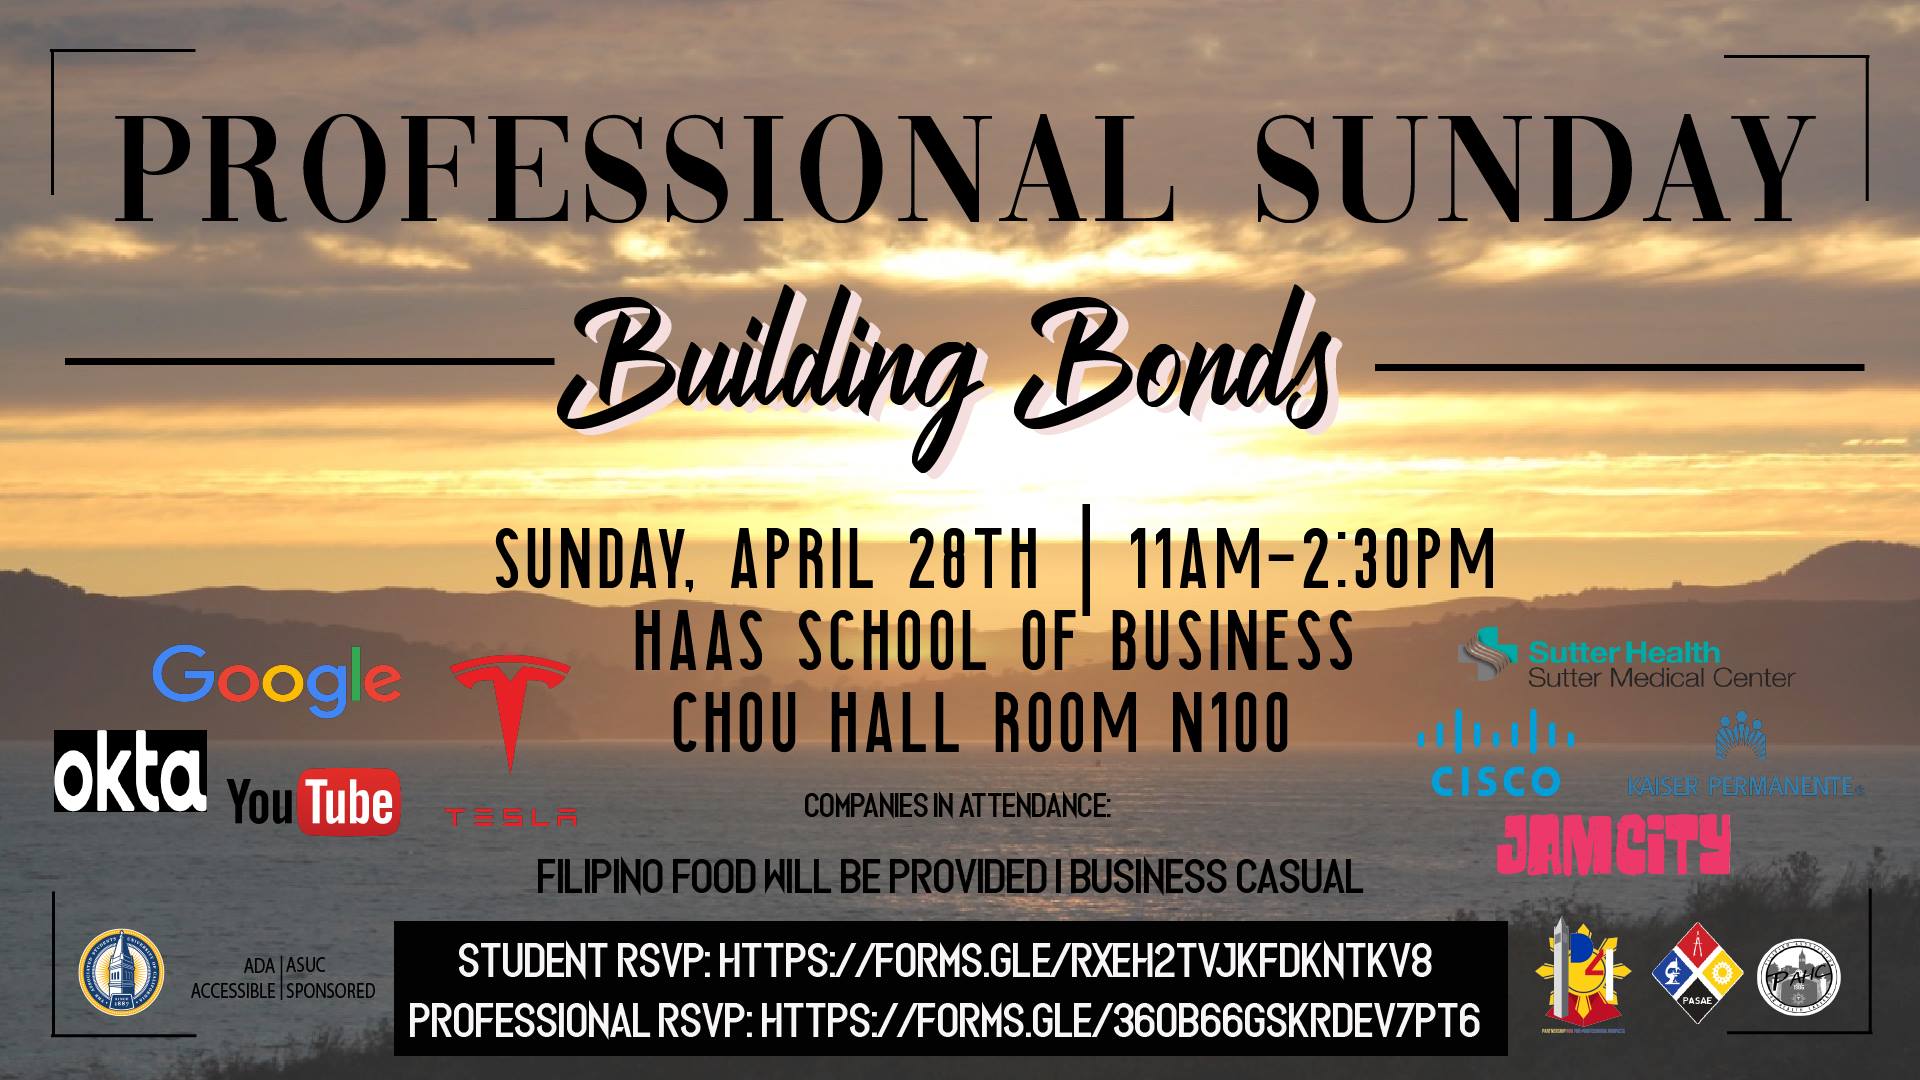 PROFESSIONAL SUNDAY
Building Bonds
SUNDAY, APRIL 28TH | 11AM-2:30PM
HAAS SCHOOL OF BUSINESS
CHOU HALL ROOM N100
Google
TESLA
okta
YouTube
Sutter Health
Sutter Medical Center
CISCO
KAISER PERMANENTE®
JAMCITY
COMPANIES IN ATTENDANCE:
FILIPINO FOOD WILL BE PROVIDED | BUSINESS CASUAL
ADA | ASUC
ACCESSIBLE | SPONSORED
STUDENT RSVP: HTTPS://FORMS.GLE/RXEH2TVJKFDKNTKV8
PROFESSIONAL RSVP: HTTPS://FORMS.GLE/36OB66GSKRDEV7PT6
P4
PASAE
PAHC